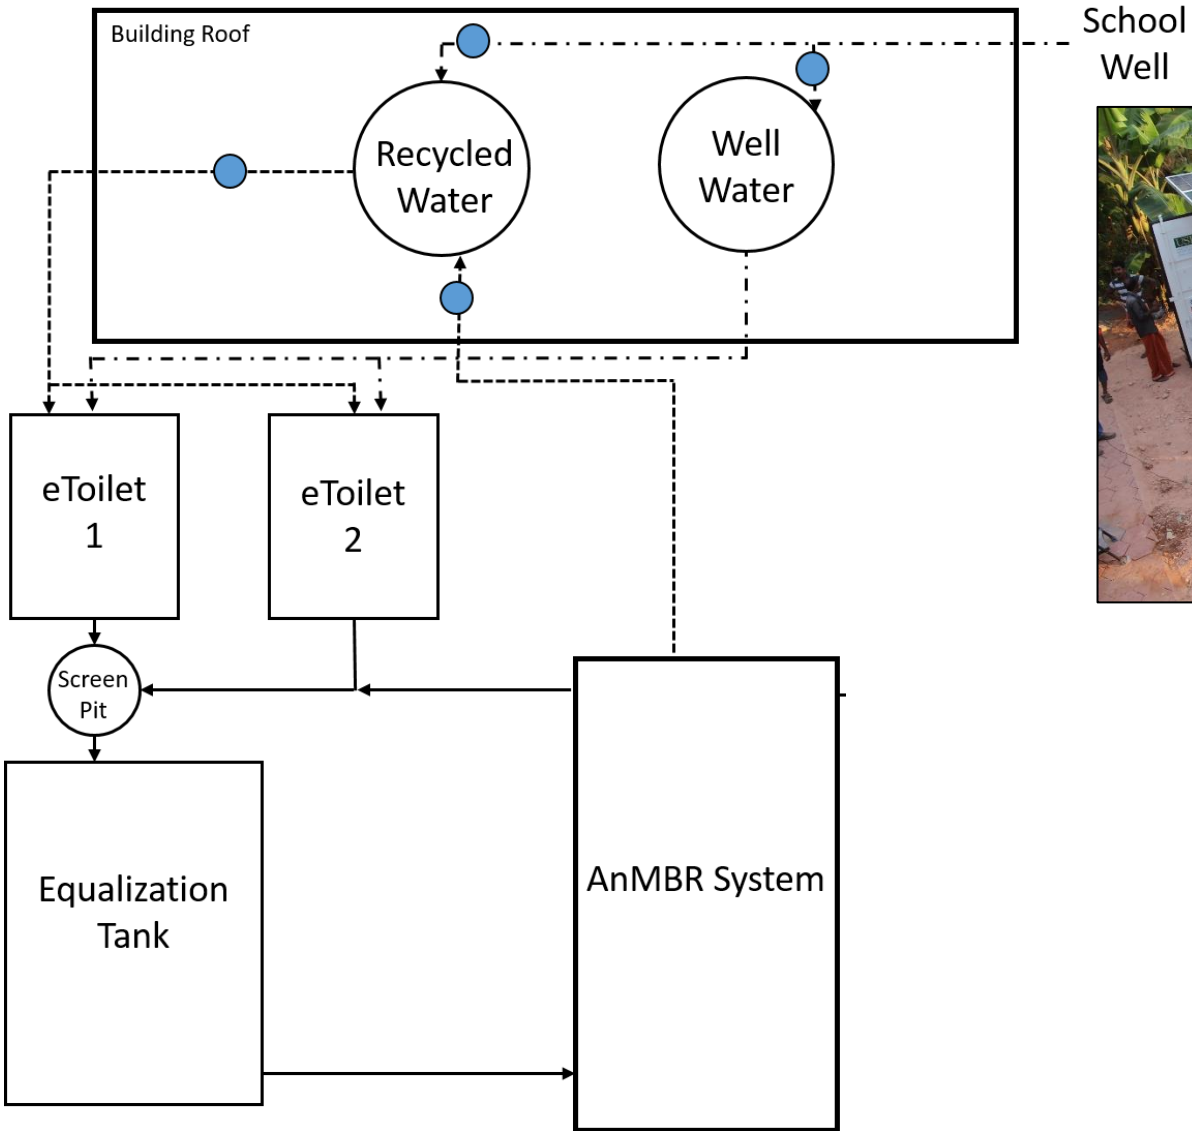 Building Roof
School
Well
Recycled
Water
Well
Water
eToilet
1
eToilet
2
Screen
Pit
Equalization
Tank
AnMBR System